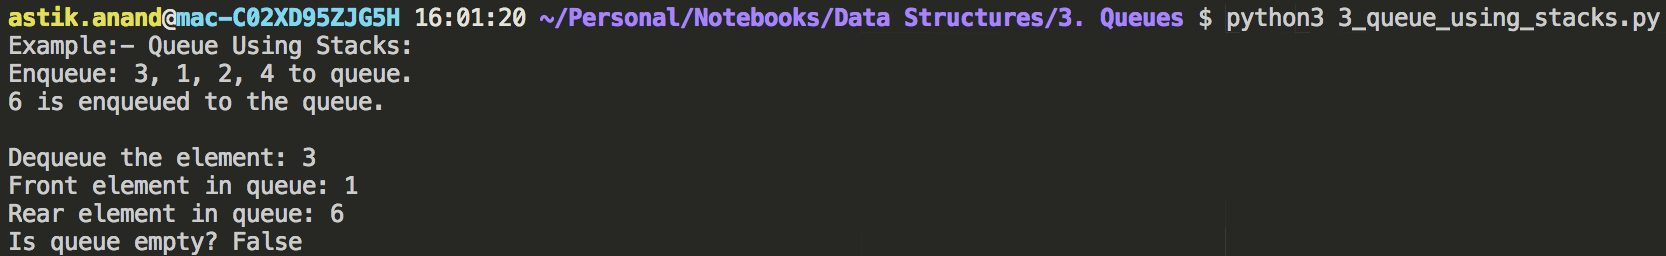 astik.anand@mac-C02XD95ZJG5H 16:01:20 ~/Personal/Notebooks/Data Structures/3. Queues $ python3 3_queue_using_stacks.py
Example:- Queue Using Stacks:
Enqueue: 3, 1, 2, 4 to queue.
6 is enqueued to the queue.
Dequeue the element: 3
Front element in queue: 1
Rear element in queue: 6
Is queue empty? False